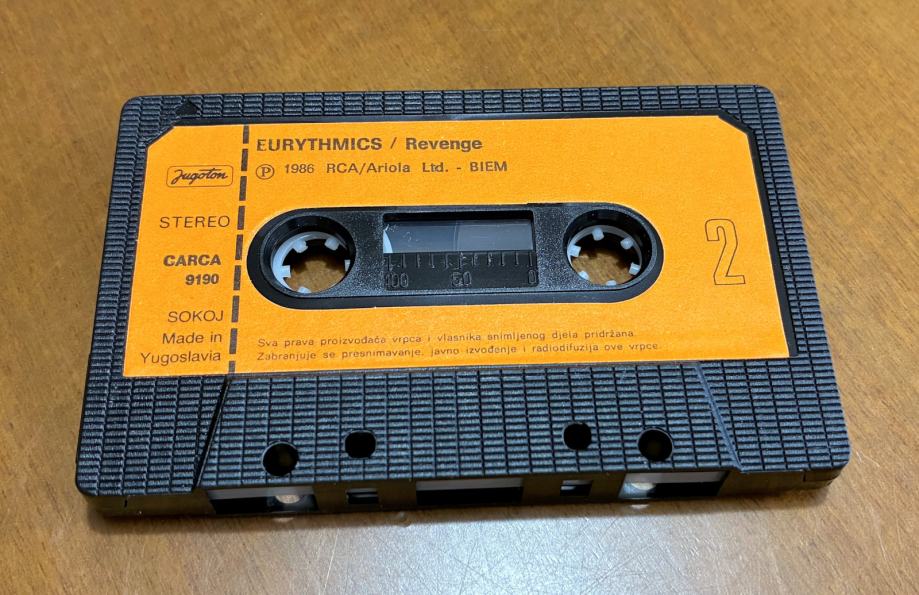 EURYTHMICS / Revenge
Ⓟ 1986 RCA/Ariola Ltd. - BIEM
Jugoton
STEREO
2
CARCA
9190
100 50 0
SOKOJ
Made in
Yugoslavia
Sva prava proizvođača vrpca i vlasnika snimljenog djela pridržana.
Zabranjuje se presnimavanje, javno izvođenje i radiodifuzija ove vrpce.